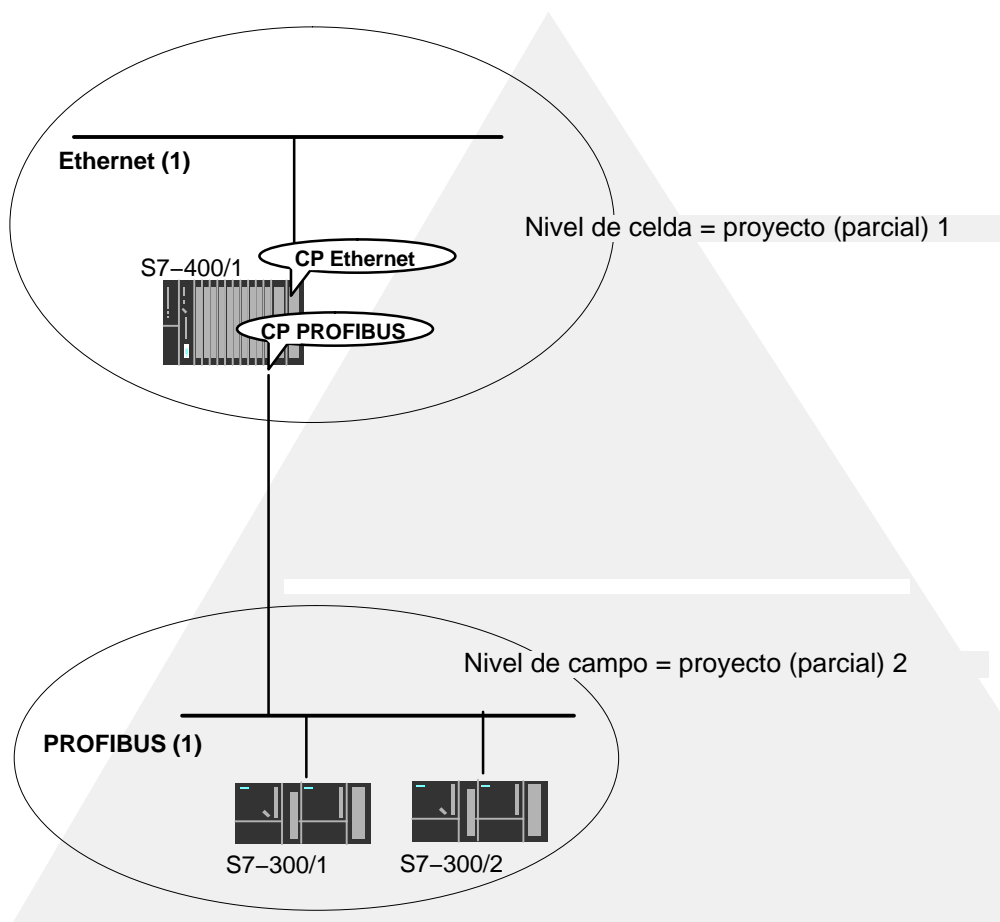 Ethernet (1)
Nivel de celda = proyecto (parcial) 1
CP Ethernet
S7–400/1
CP PROFIBUS
Nivel de campo = proyecto (parcial) 2
PROFIBUS (1)
S7–300/1
S7–300/2